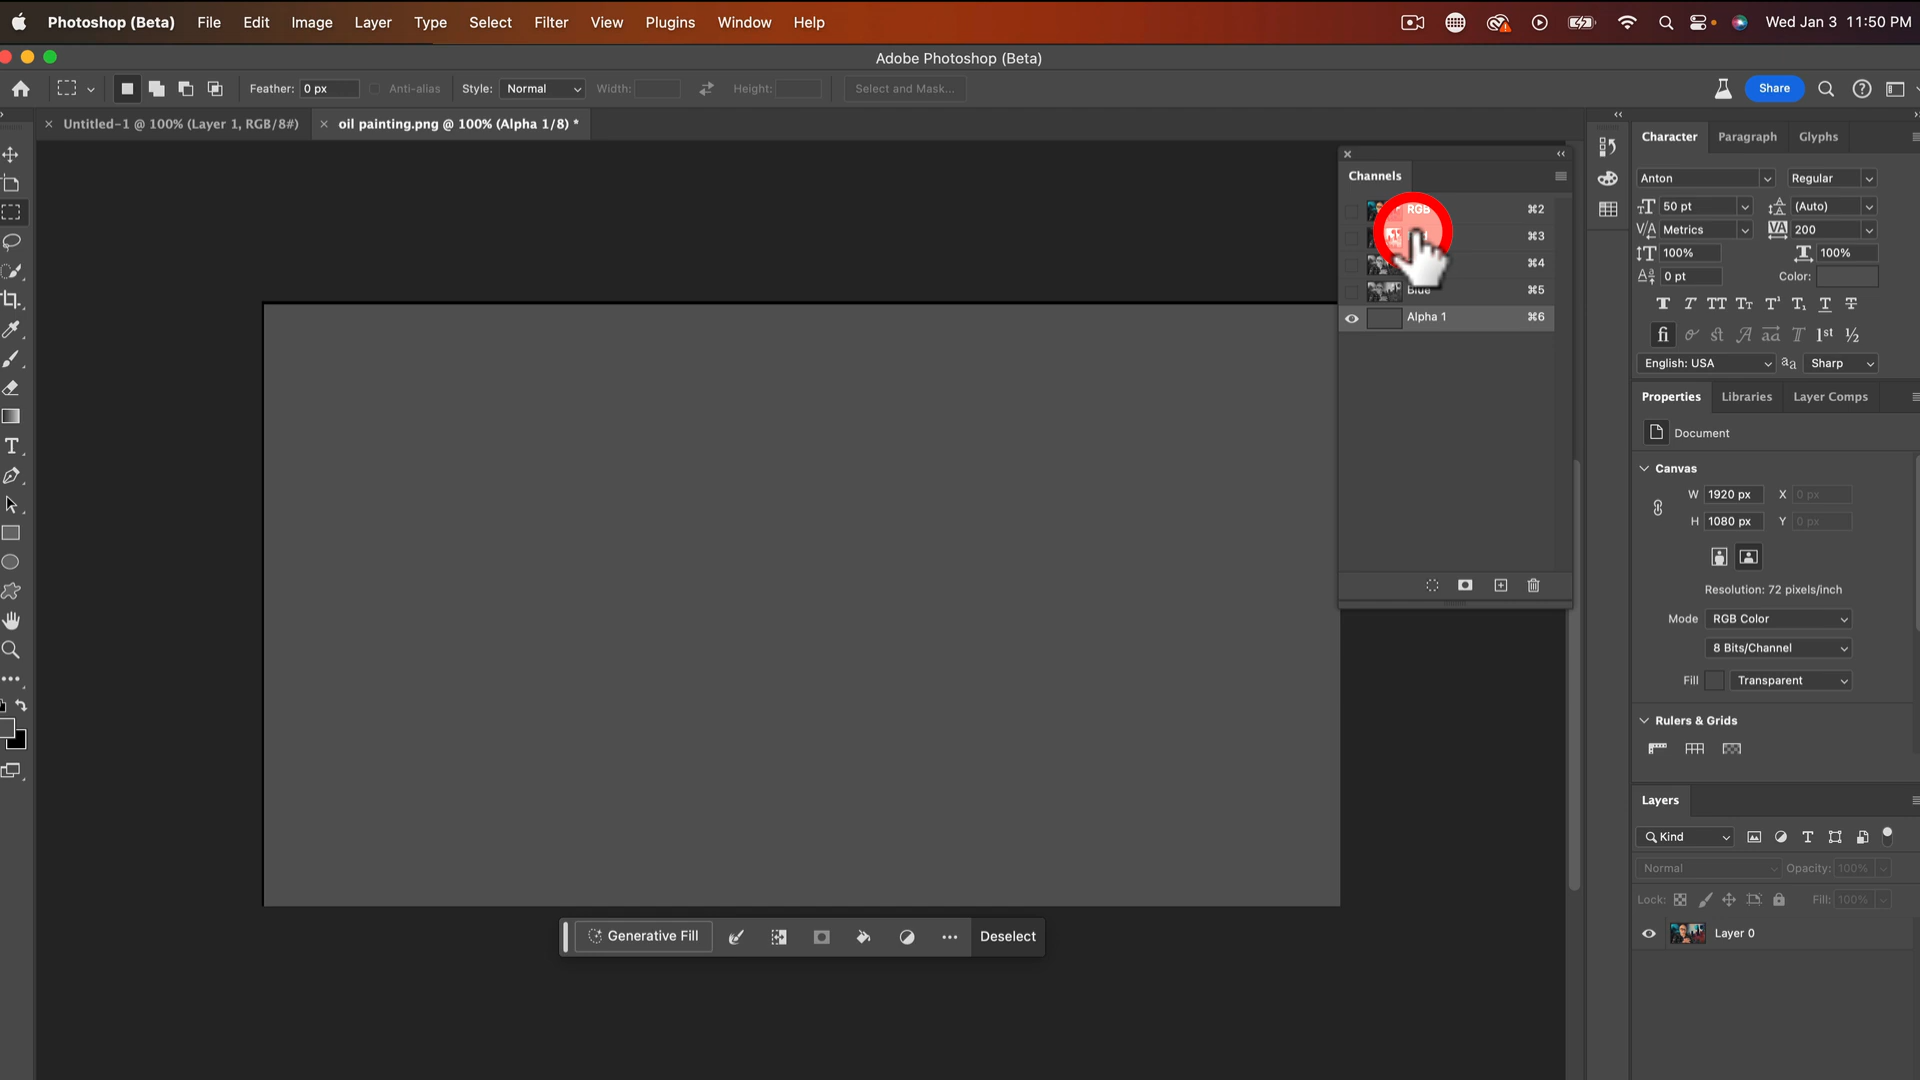 Photoshop (Beta) File Edit Image Layer Type Select Filter View Plugins Window Help Wed Jan 3 11:50 PM
Adobe Photoshop (Beta)
Feather: 0 px Anti-alias Style: Normal Width: Height: Select and Mask... Share
× Untitled-1 @ 100% (Layer 1, RGB/8#) × oil painting.png @ 100% (Alpha 1/8) *
Channels
RGB ⌘2
⌘3
⌘4
Blue ⌘5
Alpha 1 ⌘6
Character Paragraph Glyphs
Anton Regular
50 pt (Auto)
Metrics 200
100% 100%
0 pt Color:
English: USA Sharp
Properties Libraries Layer Comps
Document
Canvas
W 1920 px X 0 px
H 1080 px Y 0 px
Resolution: 72 pixels/inch
Mode RGB Color
8 Bits/Channel
Fill Transparent
Rulers & Grids
Layers
Kind
Normal Opacity: 100%
Lock: Fill: 100%
Layer 0
Generative Fill ••• Deselect